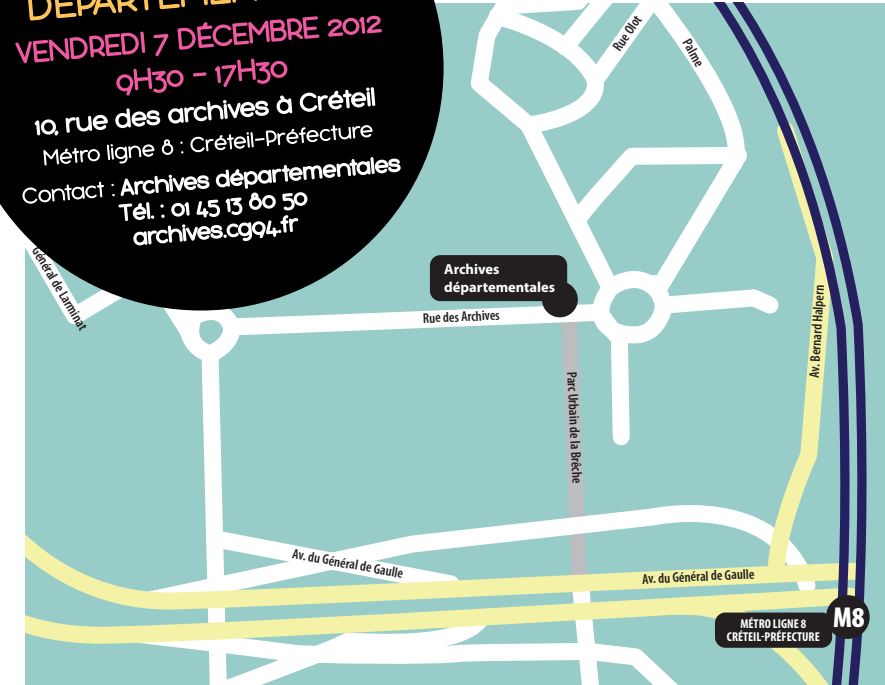 DÉPARTEMEN
VENDREDI 7 DÉCEMBRE 2012
9H30 - 17H30
10, rue des archives à Créteil
Métro ligne 8 : Créteil-Préfecture
Contact : Archives départementales
Tél. : 01 45 13 80 50
archives.cg94.fr
Général de Larminat
Rue Olot
Palme
Archives
départementales
Rue des Archives
Av. Bernard Halpern
Parc Urbain de la Brèche
Av. du Général de Gaulle
Av. du Général de Gaulle
MÉTRO LIGNE 8
CRÉTEIL-PRÉFECTURE
M8